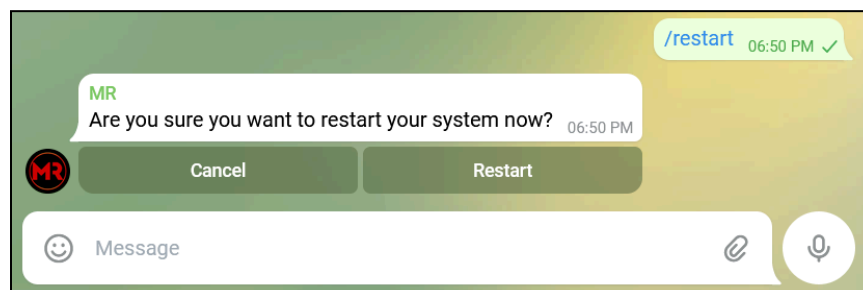 /restart 06:50 PM
MR
Are you sure you want to restart your system now? 06:50 PM
MR
Cancel Restart
Message